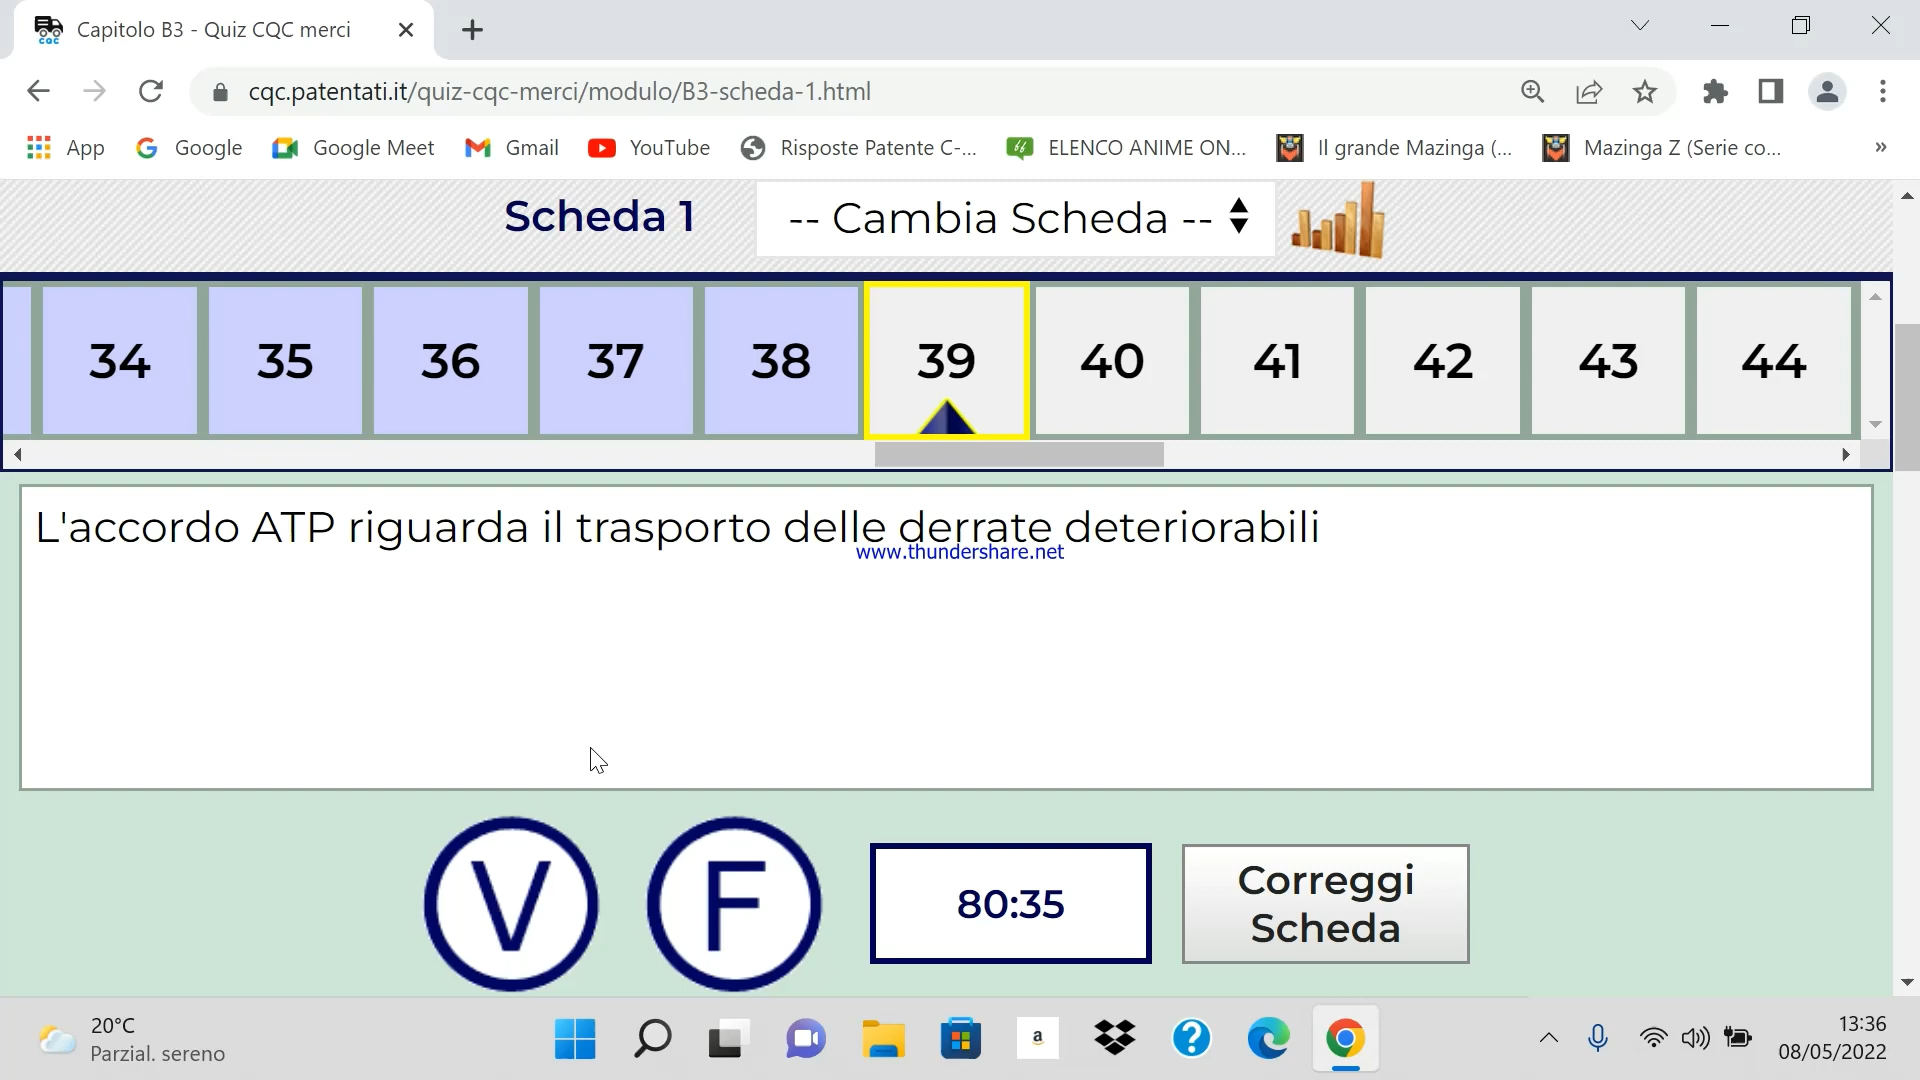 Capitolo B3 - Quiz CQC merci
cqc.patentati.it/quiz-cqc-merci/modulo/B3-scheda-1.html
App Google Google Meet Gmail YouTube Risposte Patente C-... ELENCO ANIME ON... Il grande Mazinga (... Mazinga Z (Serie co... »
Scheda 1 -- Cambia Scheda --
34 35 36 37 38 39 40 41 42 43 44
L'accordo ATP riguarda il trasporto delle derrate deteriorabili
www.thundershare.net
V F 80:35 Correggi
Scheda
20°C
Parzial. sereno
13:36
08/05/2022